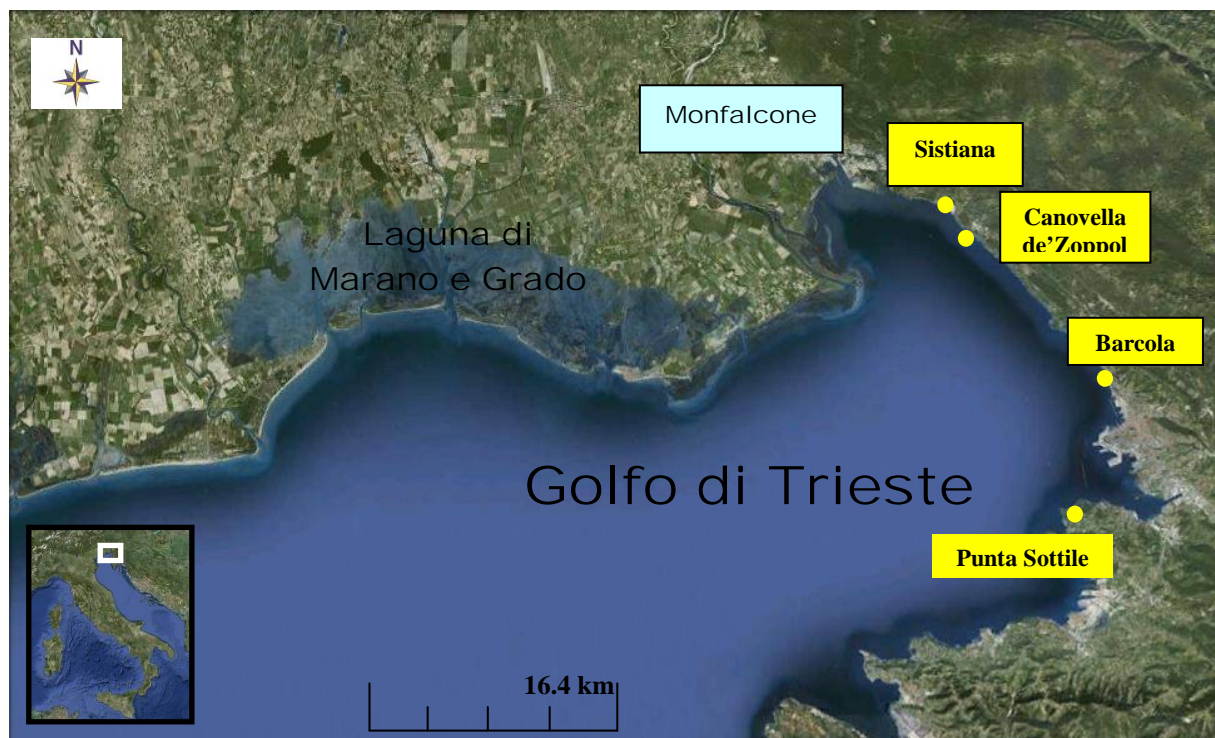 N
Monfalcone
Sistiana
Canovella
de'Zoppol
Laguna di
Marano e Grado
Barcola
Golfo di Trieste
Punta Sottile
16.4 km